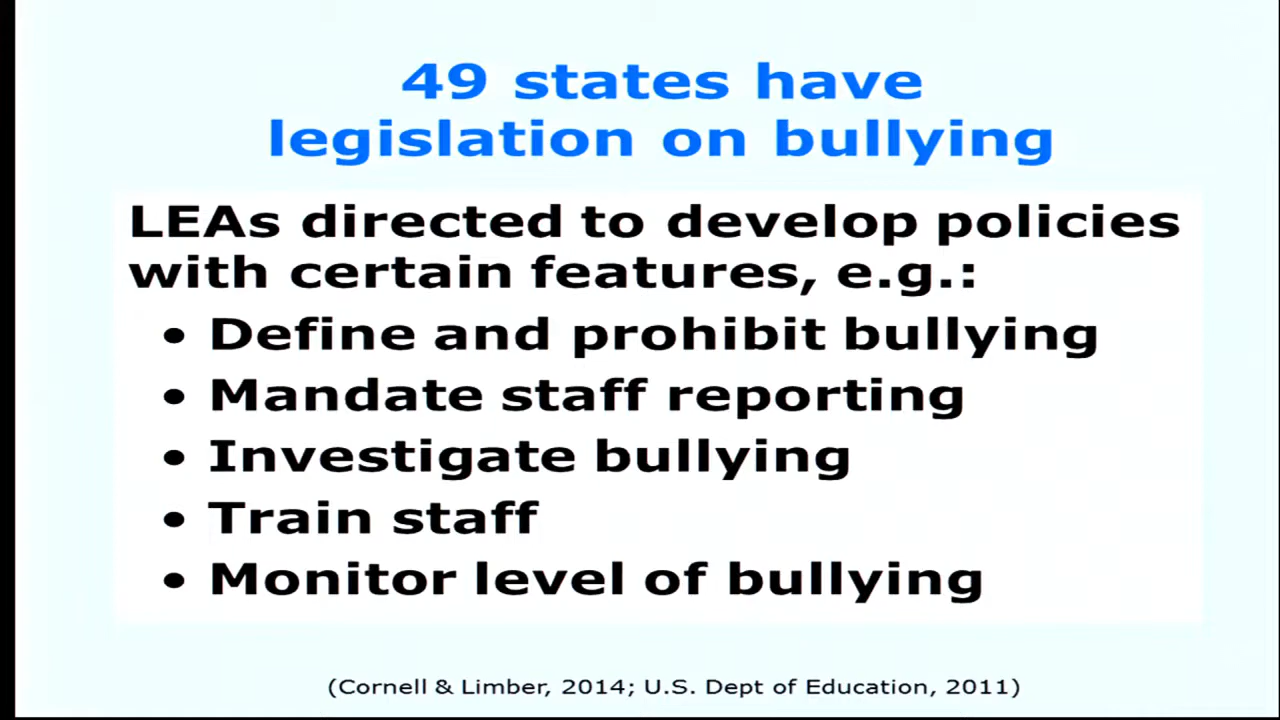 49 states have
legislation on bullying
LEAs directed to develop policies
with certain features, e.g.:
• Define and prohibit bullying
• Mandate staff reporting
• Investigate bullying
• Train staff
• Monitor level of bullying
(Cornell & Limber, 2014; U.S. Dept of Education, 2011)